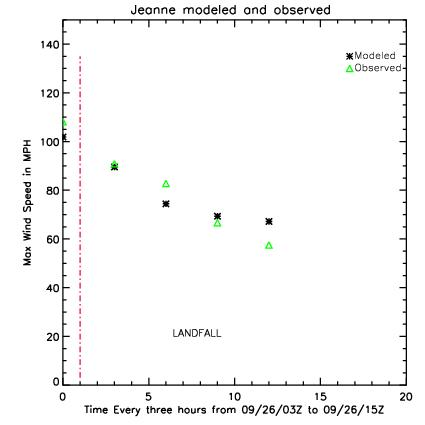 Jeanne modeled and observed
140
120
100
80
60
40
20
0
Max Wind Speed in MPH
Modeled
Observed
LANDFALL
0 5 10 15 20
Time Every three hours from 09/26/03Z to 09/26/15Z